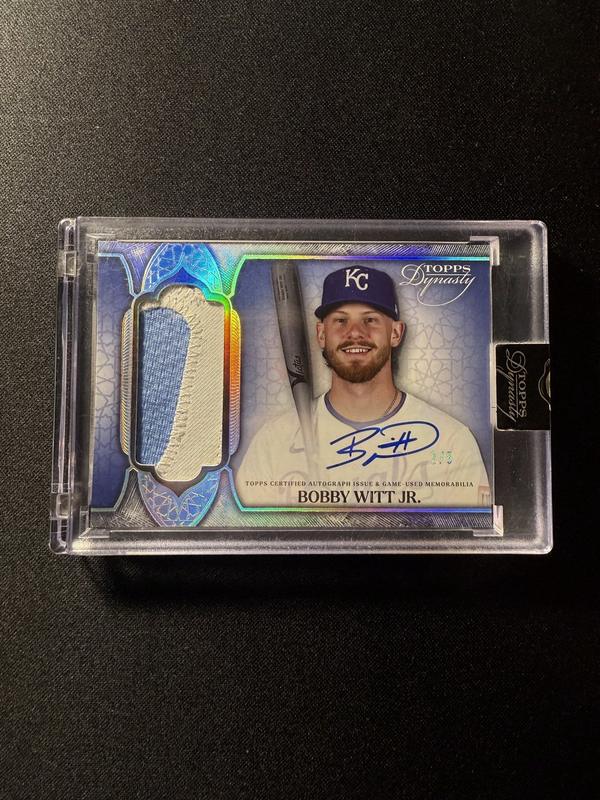 KC
TOPPS
Dynasty
TOPPS
Dynasty
TOPPS CERTIFIED AUTOGRAPH ISSUE & GAME-USED MEMORABILIA
BOBBY WITT JR.